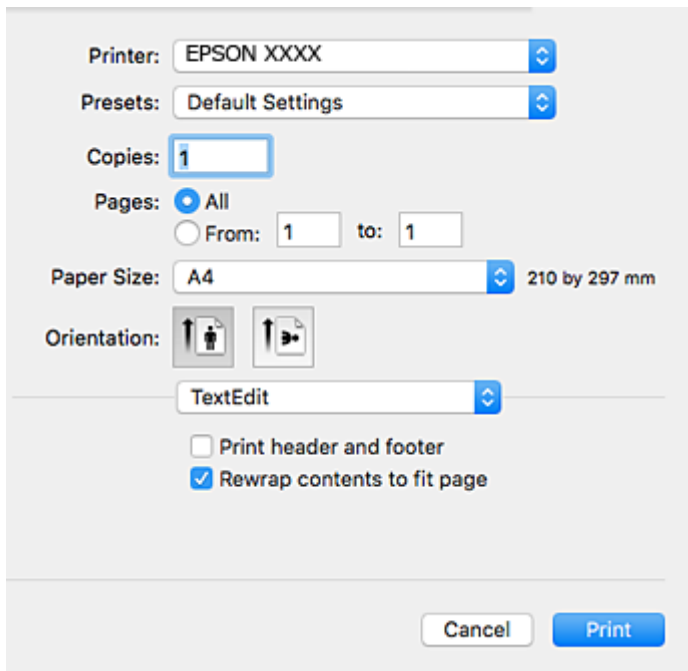 Printer: EPSON XXXX
Presets: Default Settings
Copies: 1
Pages: All
From: 1 to: 1
Paper Size: A4 210 by 297 mm
Orientation:
TextEdit
Print header and footer
Rewrap contents to fit page
Cancel Print